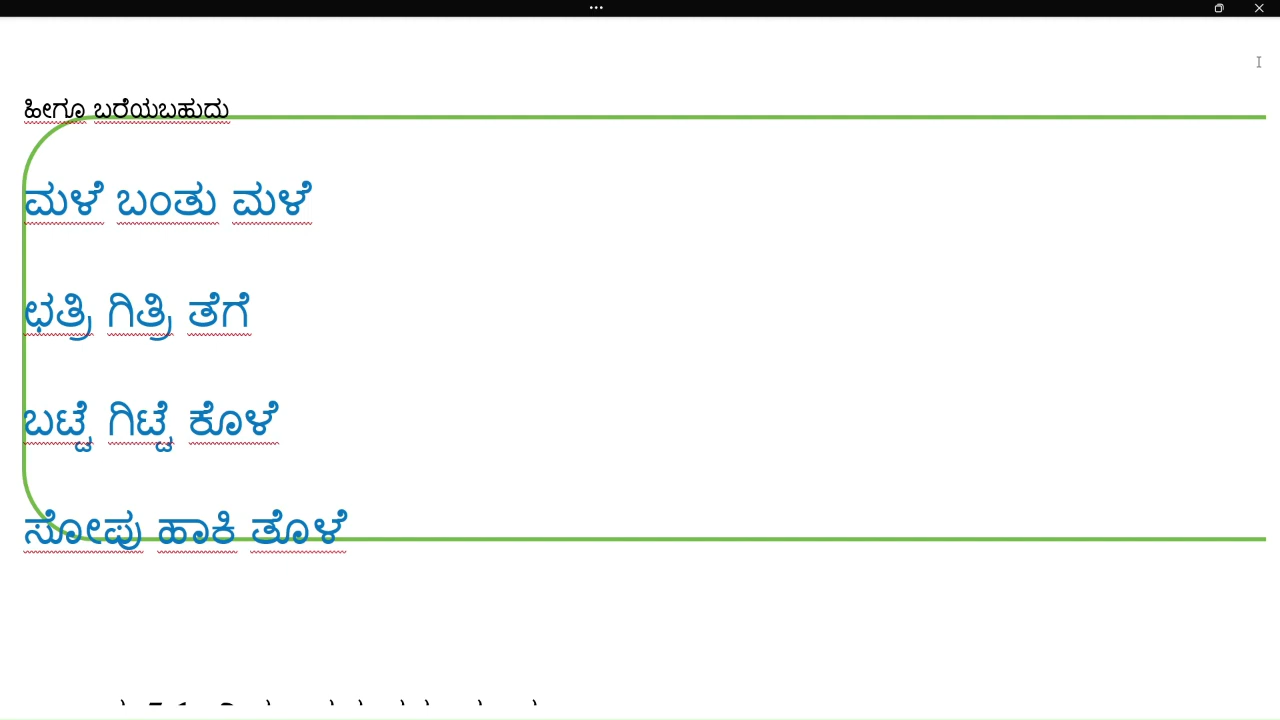 ಹೀಗೂ ಬರೆಯಬಹುದು
ಮಳೆ ಬಂತು ಮಳೆ
ಛತ್ರಿ ಗಿತ್ರಿ ತೆಗೆ
ಬಟ್ಟೆ ಗಿಟ್ಟೆ ಕೊಳೆ
ಸೋಪು ಹಾಕಿ ತೊಳೆ